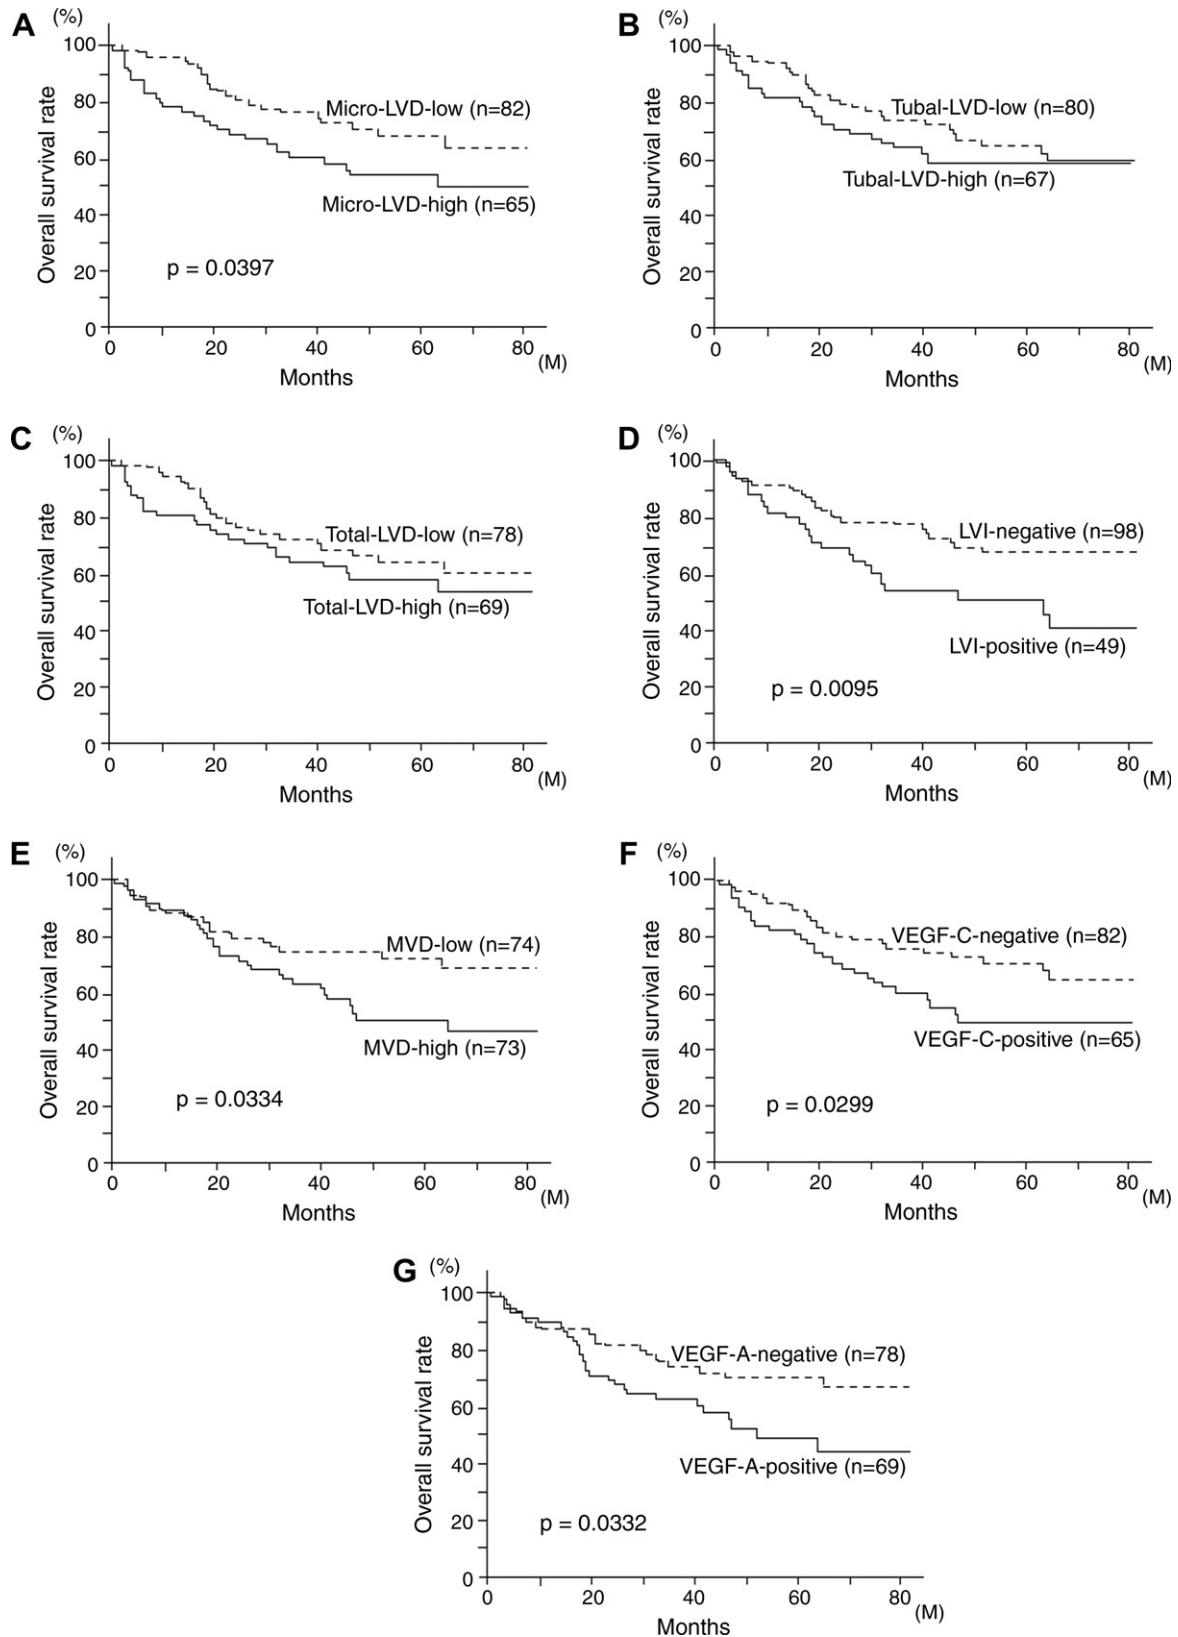 A (%)
100
80
60
40
20
0
Overall survival rate
Micro-LVD-low (n=82)
Micro-LVD-high (n=65)
p = 0.0397
0 20 40 60 80 (M)
Months
B (%)
100
80
60
40
20
0
Overall survival rate
Tubal-LVD-low (n=80)
Tubal-LVD-high (n=67)
0 20 40 60 80 (M)
Months
C (%)
100
80
60
40
20
0
Overall survival rate
Total-LVD-low (n=78)
Total-LVD-high (n=69)
0 20 40 60 80 (M)
Months
D (%)
100
80
60
40
20
0
Overall survival rate
LVI-negative (n=98)
LVI-positive (n=49)
p = 0.0095
0 20 40 60 80 (M)
Months
E (%)
100
80
60
40
20
0
Overall survival rate
MVD-low (n=74)
MVD-high (n=73)
p = 0.0334
0 20 40 60 80 (M)
Months
F (%)
100
80
60
40
20
0
Overall survival rate
VEGF-C-negative (n=82)
VEGF-C-positive (n=65)
p = 0.0299
0 20 40 60 80 (M)
Months
G (%)
100
80
60
40
20
0
Overall survival rate
VEGF-A-negative (n=78)
VEGF-A-positive (n=69)
p = 0.0332
0 20 40 60 80 (M)
Months